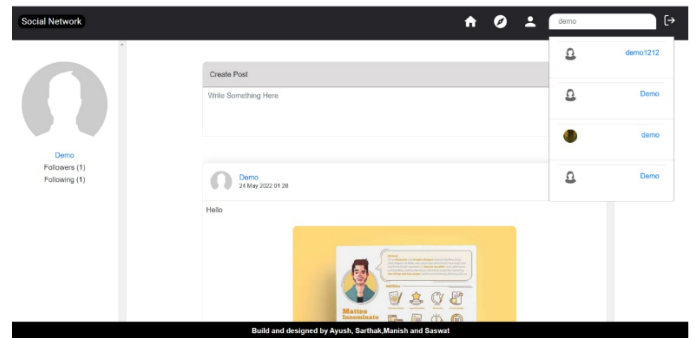 Social Network
demo
demo1212
Demo
demo
Demo
Demo
Followers (1)
Following (1)
Create Post
Write Something Here
Demo
24 May 2022 01:28
Hello
Matteo
Innominato
Build and designed by Ayush, Sarthak,Manish and Saswat